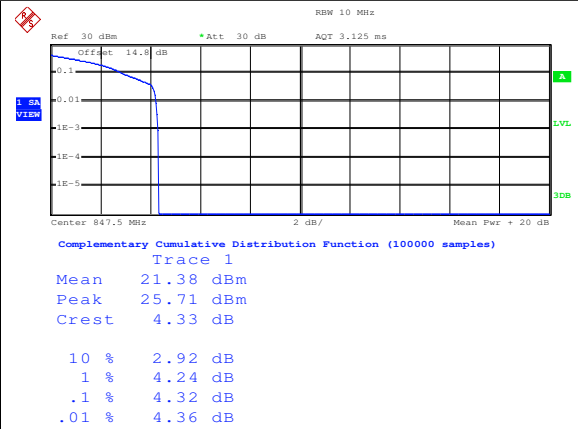 RBW 10 MHz
Ref 30 dBm *Att 30 dB AQT 3.125 ms
Offset 14.8 dB
0.1
A
0.01
1 SA
VIEW
1E-3
LVL
1E-4
1E-5
3DB
Center 847.5 MHz 2 dB/ Mean Pwr + 20 dB
Complementary Cumulative Distribution Function (100000 samples)
Trace 1
Mean 21.38 dBm
Peak 25.71 dBm
Crest 4.33 dB
10 % 2.92 dB
1 % 4.24 dB
.1 % 4.32 dB
.01 % 4.36 dB